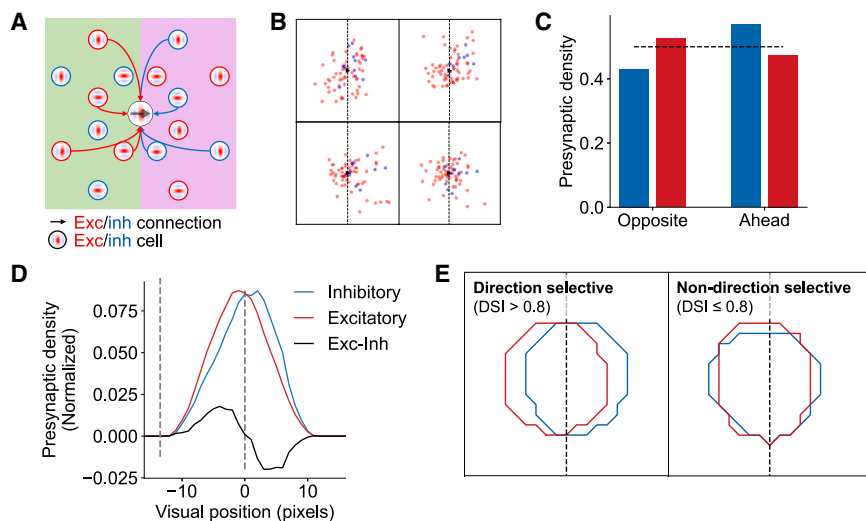 A
Exc/inh connection
Exc/inh cell
B
C
Presynaptic density
0.4
0.0
Opposite
Ahead
D
Presynaptic density
(Normalized)
0.075
0.050
0.025
0.000
−0.025
−10
0
10
Visual position (pixels)
Inhibitory
Excitatory
Exc-Inh
E
Direction selective
(DSI > 0.8)
Non-direction selective
(DSI ≤ 0.8)